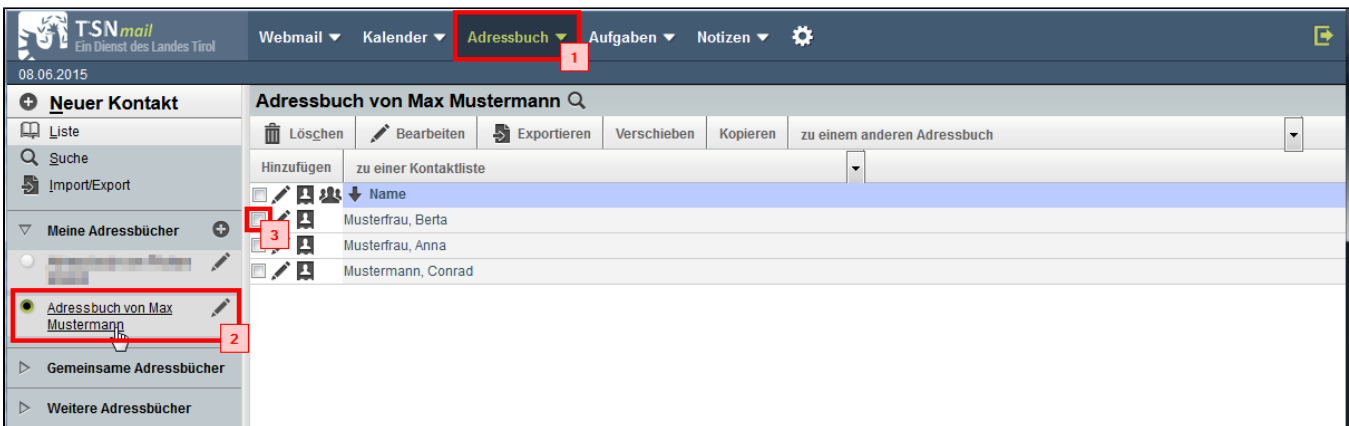 TSNmail
Ein Dienst des Landes Tirol
Webmail Kalender Adressbuch Aufgaben Notizen
1
08.06.2015
Neuer Kontakt
Liste
Suche
Import/Export
Meine Adressbücher
Adressbuch von Max
Mustermann
2
Gemeinsame Adressbücher
Weitere Adressbücher
Adressbuch von Max Mustermann
Löschen Bearbeiten Exportieren Verschieben Kopieren zu einem anderen Adressbuch
Hinzufügen zu einer Kontaktliste
Name
Musterfrau, Berta
3
Musterfrau, Anna
Mustermann, Conrad